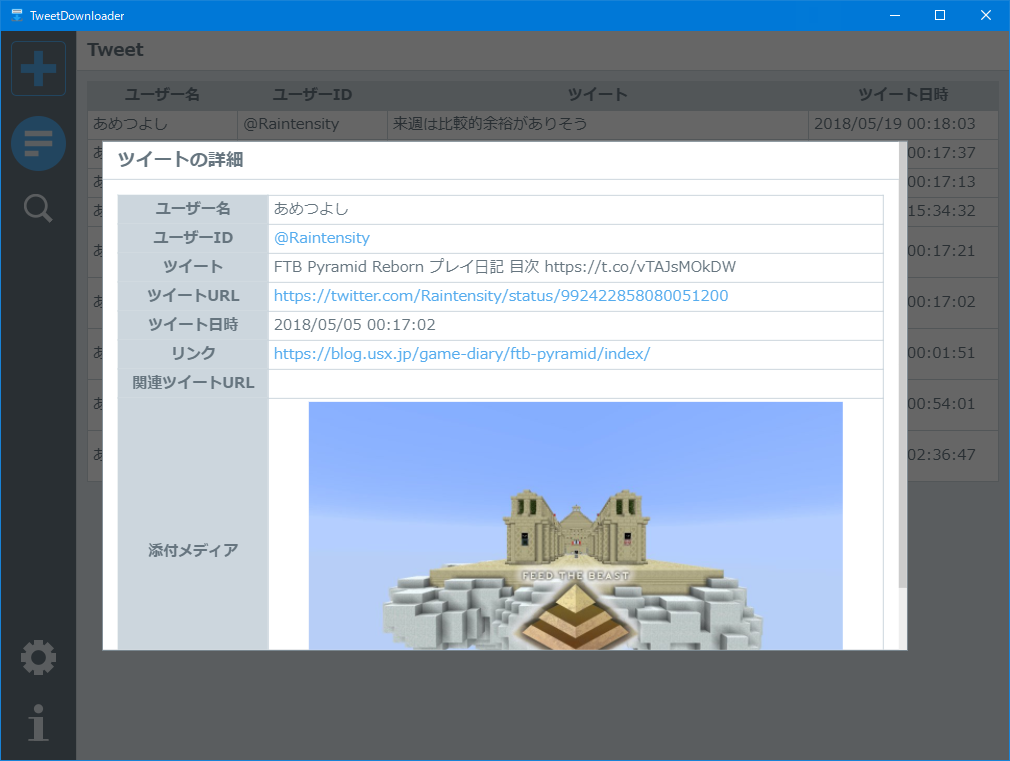 TweetDownloader
Tweet
ユーザー名 ユーザーID ツイート ツイート日時
あめつよし @Raintensity 来週は比較的余裕がありそう 2018/05/19 00:18:03
00:17:37
00:17:13
15:34:32
00:17:21
00:17:02
00:01:51
00:54:01
02:36:47
ツイートの詳細
ユーザー名 あめつよし
ユーザーID @Raintensity
ツイート FTB Pyramid Reborn プレイ日記 目次 https://t.co/vTAJsMOkDW
ツイートURL https://twitter.com/Raintensity/status/992422858080051200
ツイート日時 2018/05/05 00:17:02
リンク https://blog.usx.jp/game-diary/ftb-pyramid/index/
関連ツイートURL
添付メディア
FEED THE BEAST